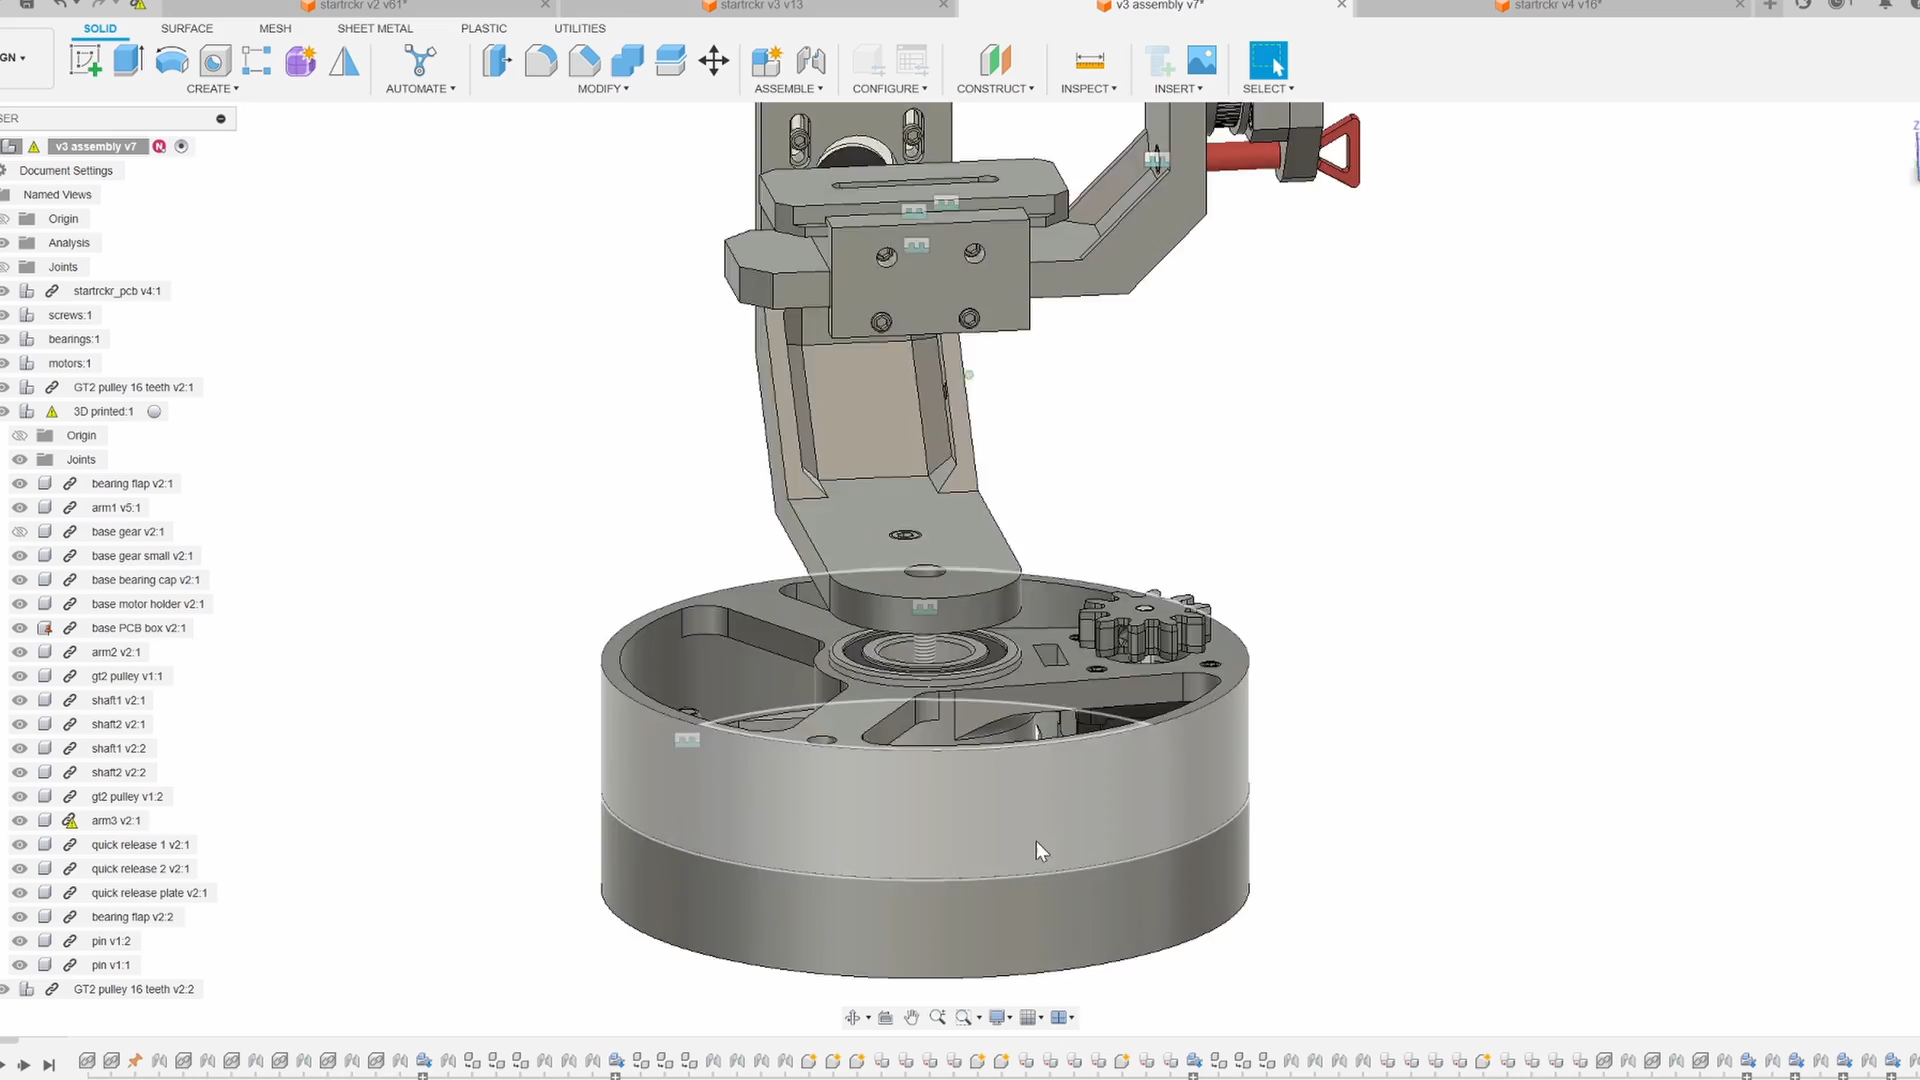 startrckr v2 v61*
startrckr v3 v13
v3 assembly v7*
startrckr v4 v16*
SOLID
SURFACE
MESH
SHEET METAL
PLASTIC
UTILITIES
GN
CREATE
AUTOMATE
MODIFY
ASSEMBLE
CONFIGURE
CONSTRUCT
INSPECT
INSERT
SELECT
SER
v3 assembly v7
N
Document Settings
Named Views
Origin
Analysis
Joints
startrckr_pcb v4:1
screws:1
bearings:1
motors:1
GT2 pulley 16 teeth v2:1
3D printed:1
Origin
Joints
bearing flap v2:1
arm1 v5:1
base gear v2:1
base gear small v2:1
base bearing cap v2:1
base motor holder v2:1
base PCB box v2:1
arm2 v2:1
gt2 pulley v1:1
shaft1 v2:1
shaft2 v2:1
shaft1 v2:2
shaft2 v2:2
gt2 pulley v1:2
arm3 v2:1
quick release 1 v2:1
quick release 2 v2:1
quick release plate v2:1
bearing flap v2:2
pin v1:2
pin v1:1
GT2 pulley 16 teeth v2:2